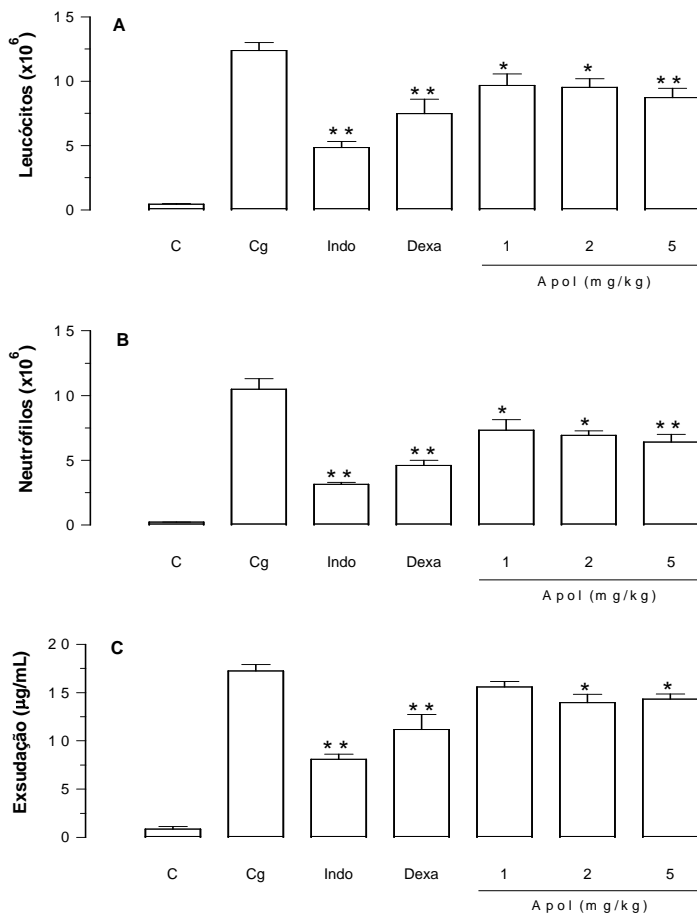 A
Leucócitos (x10⁶)
15
10
5
0
* * * * * * * *
C Cg Indo Dexa 1 2 5
Apol (mg/kg)
B
Neutrófilos (x10⁶)
15
10
5
0
* * * * * * * *
C Cg Indo Dexa 1 2 5
Apol (mg/kg)
C
Exsudação (µg/mL)
20
15
10
5
0
* * * * * *
C Cg Indo Dexa 1 2 5
Apol (mg/kg)